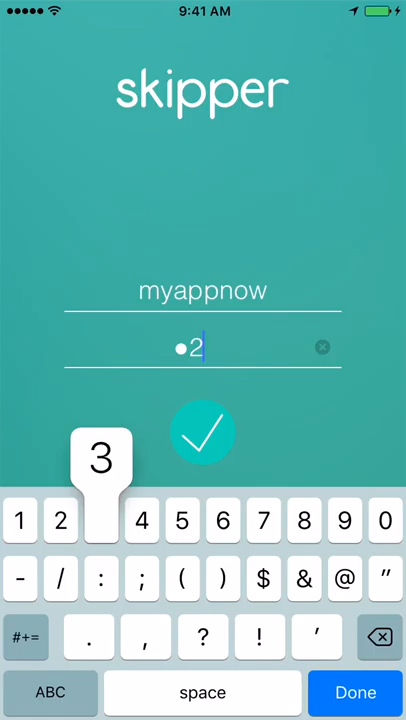 9:41 AM
skipper
myappnow
●2
3
1 2 4 5 6 7 8 9 0
- / : ; ( ) $ & @ "
#+= . , ? ! '
ABC space Done